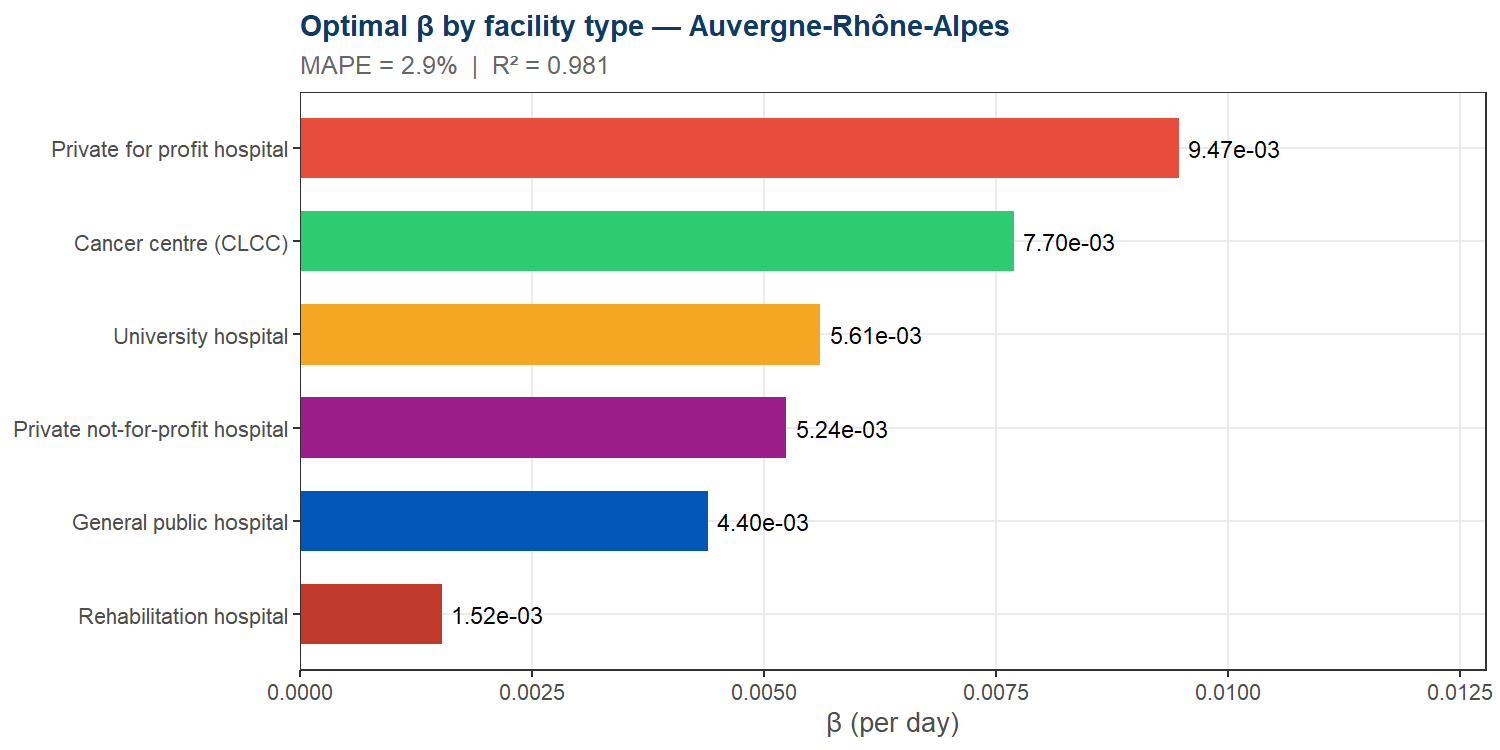 Optimal β by facility type — Auvergne-Rhône-Alpes
MAPE = 2.9% | R² = 0.981
Private for profit hospital 9.47e-03
Cancer centre (CLCC) 7.70e-03
University hospital 5.61e-03
Private not-for-profit hospital 5.24e-03
General public hospital 4.40e-03
Rehabilitation hospital 1.52e-03
0.0000 0.0025 0.0050 0.0075 0.0100 0.0125
β (per day)